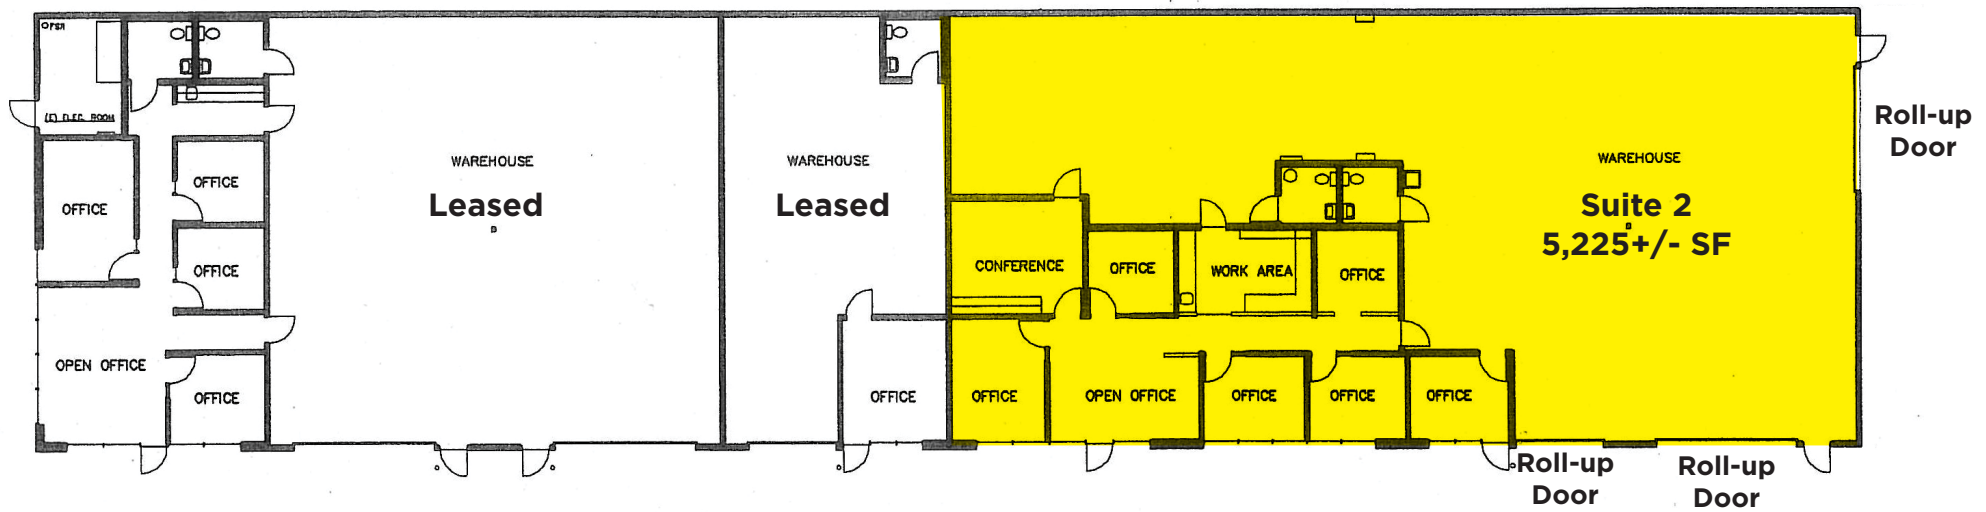 FSR
(E) ELEC. ROOM
OFFICE
OFFICE
OFFICE
OPEN OFFICE
OFFICE
WAREHOUSE
Leased
WAREHOUSE
Leased
OFFICE
CONFERENCE
OFFICE
WORK AREA
OFFICE
OFFICE
OPEN OFFICE
OFFICE
OFFICE
OFFICE
WAREHOUSE
Suite 2
5,225+/- SF
Roll-up
Door
Roll-up
Door
Roll-up
Door